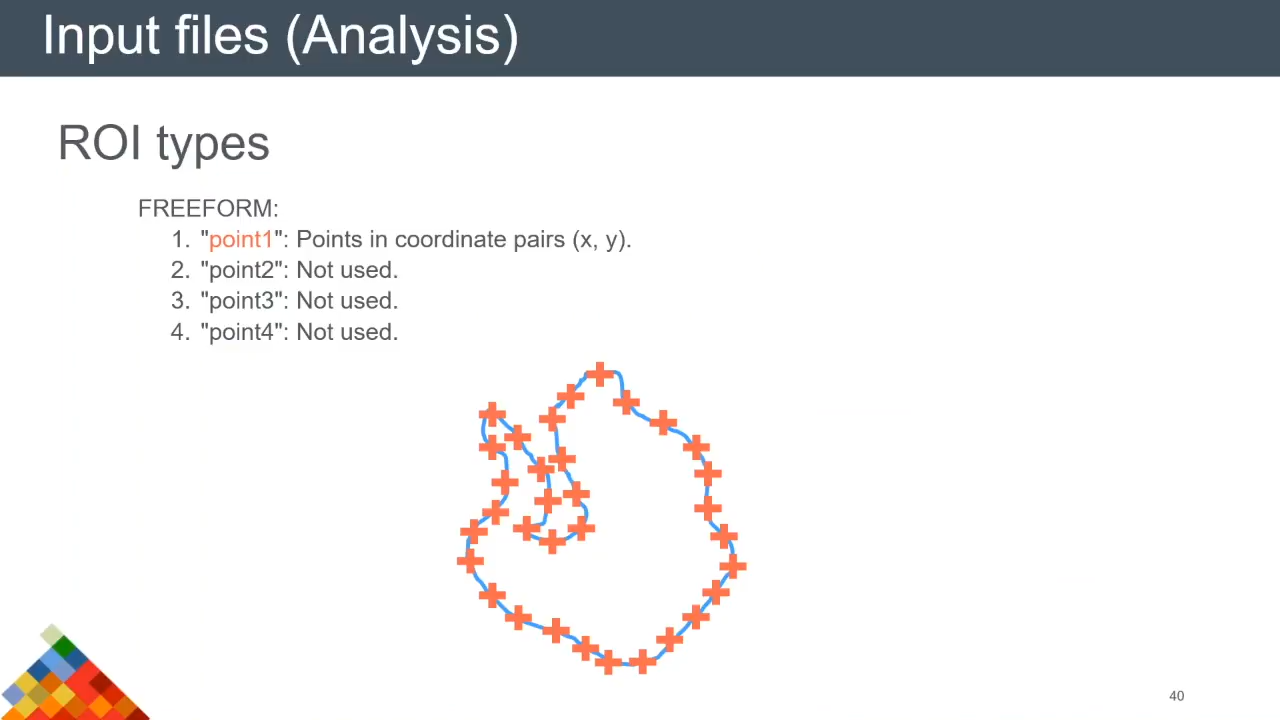 Input files (Analysis)
ROI types
FREEFORM:
1. "point1": Points in coordinate pairs (x, y).
2. "point2": Not used.
3. "point3": Not used.
4. "point4": Not used.
40